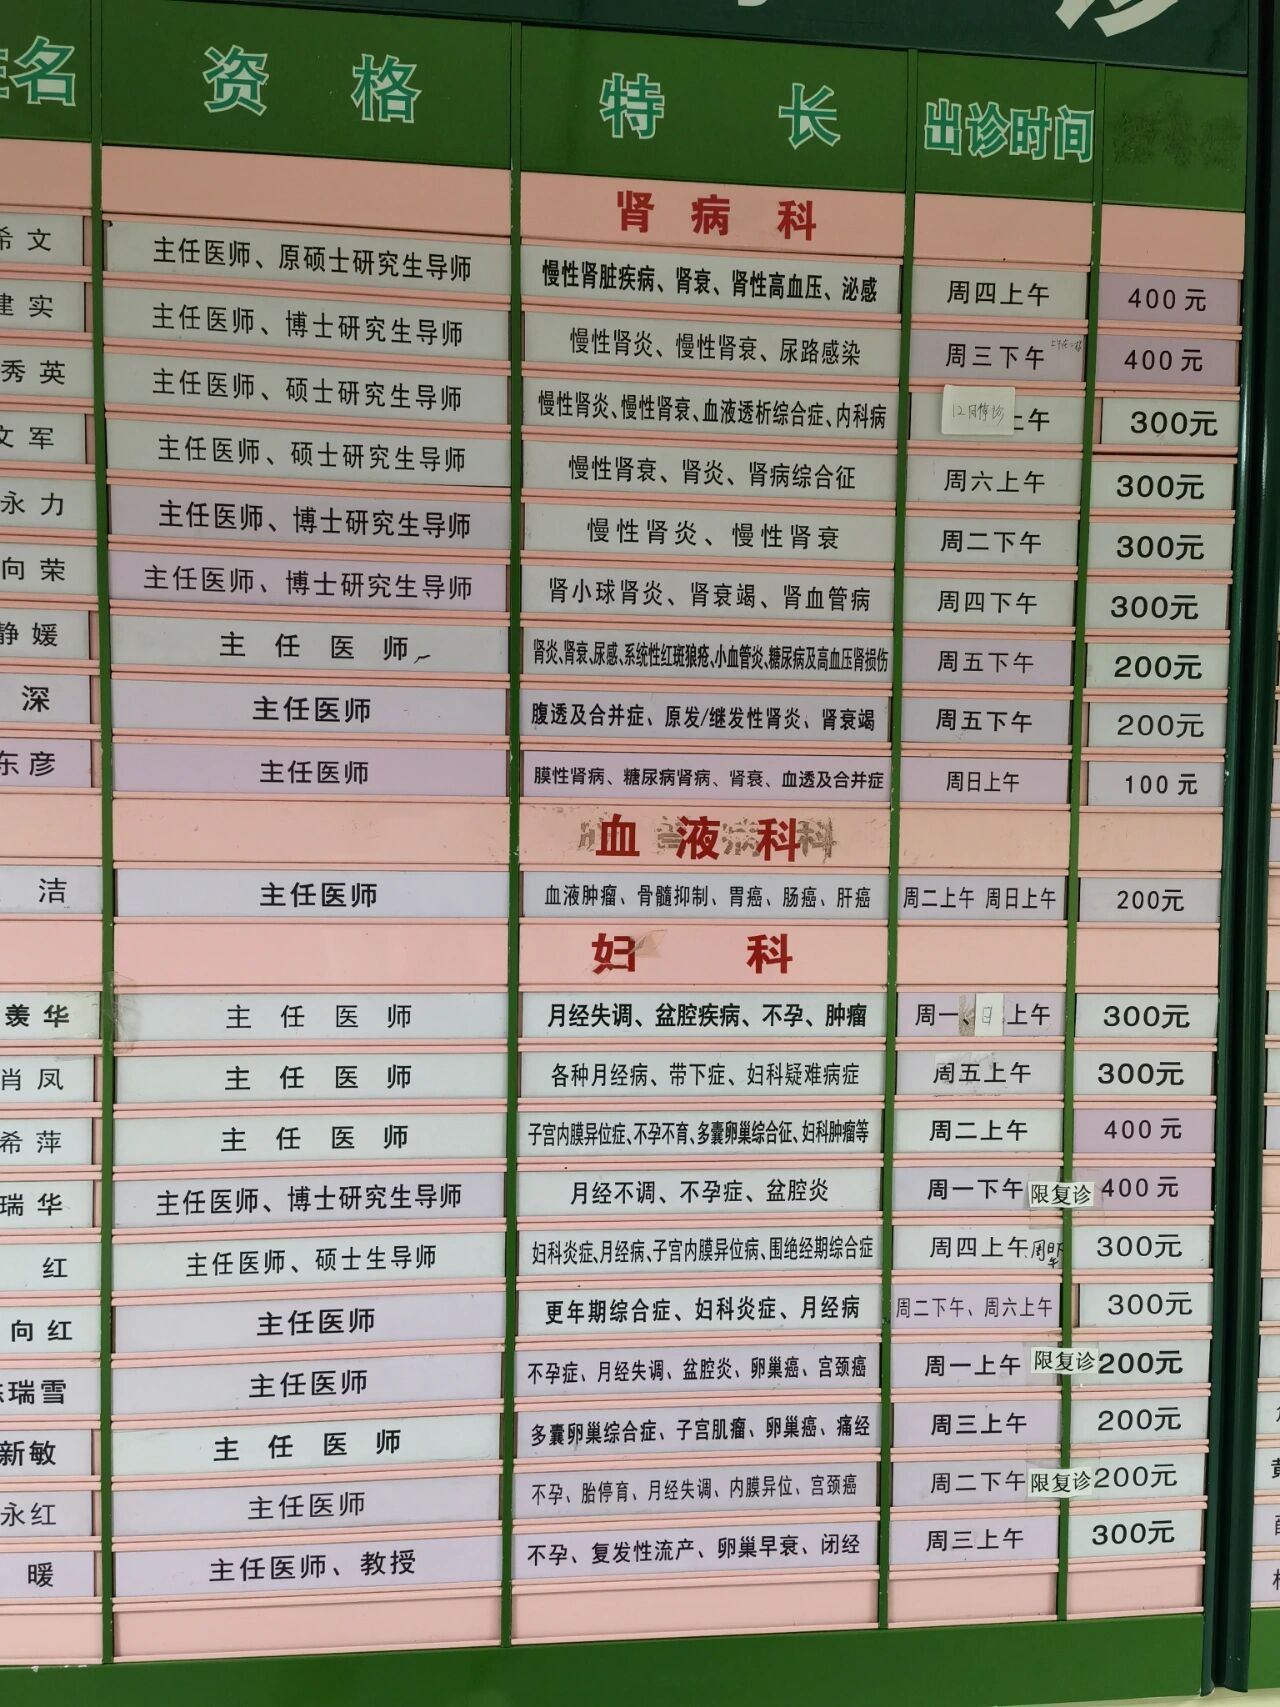 名 资格 特长 出诊时间
肾病科
希文 主任医师、原硕士研究生导师 慢性肾脏疾病、肾衰、肾性高血压、泌感 周四上午 400元
建实 主任医师、博士研究生导师 慢性肾炎、慢性肾衰、尿路感染 周三下午 400元
秀英 主任医师、硕士研究生导师 慢性肾炎、慢性肾衰、血液透析综合症、内科病 12月停诊 上午 300元
文军 主任医师、硕士研究生导师 慢性肾衰、肾炎、肾病综合征 周六上午 300元
永力 主任医师、博士研究生导师 慢性肾炎、慢性肾衰 周二下午 300元
向荣 主任医师、博士研究生导师 肾小球肾炎、肾衰竭、肾血管病 周四下午 300元
静媛 主任医师 肾炎、肾衰、尿感、系统性红斑狼疮、小血管炎、糖尿病及高血压肾损伤 周五下午 200元
深 主任医师 腹透及合并症、原发/继发性肾炎、肾衰竭 周五下午 200元
东彦 主任医师 膜性肾病、糖尿病肾病、肾衰、血透及合并症 周日上午 100元
血液科
洁 主任医师 血液肿瘤、骨髓抑制、胃癌、肠癌、肝癌 周二上午 周日上午 200元
妇科
羡华 主任医师 月经失调、盆腔疾病、不孕、肿瘤 周一、日上午 300元
肖凤 主任医师 各种月经病、带下症、妇科疑难病症 周五上午 300元
希萍 主任医师 子宫内膜异位症、不孕不育、多囊卵巢综合征、妇科肿瘤等 周二上午 400元
瑞华 主任医师、博士研究生导师 月经不调、不孕症、盆腔炎 周一下午 限复诊 400元
红 主任医师、硕士生导师 妇科炎症、月经病、子宫内膜异位病、围绝经期综合症 周四上午 300元
向红 主任医师 更年期综合症、妇科炎症、月经病 周二下午、周六上午 300元
瑞雪 主任医师 不孕症、月经失调、盆腔炎、卵巢癌、宫颈癌 周一上午 限复诊 200元
新敏 主任医师 多囊卵巢综合症、子宫肌瘤、卵巢癌、痛经 周三上午 200元
永红 主任医师 不孕、胎停育、月经失调、内膜异位、宫颈癌 周二下午 限复诊 200元
暖 主任医师、教授 不孕、复发性流产、卵巢早衰、闭经 周三上午 300元